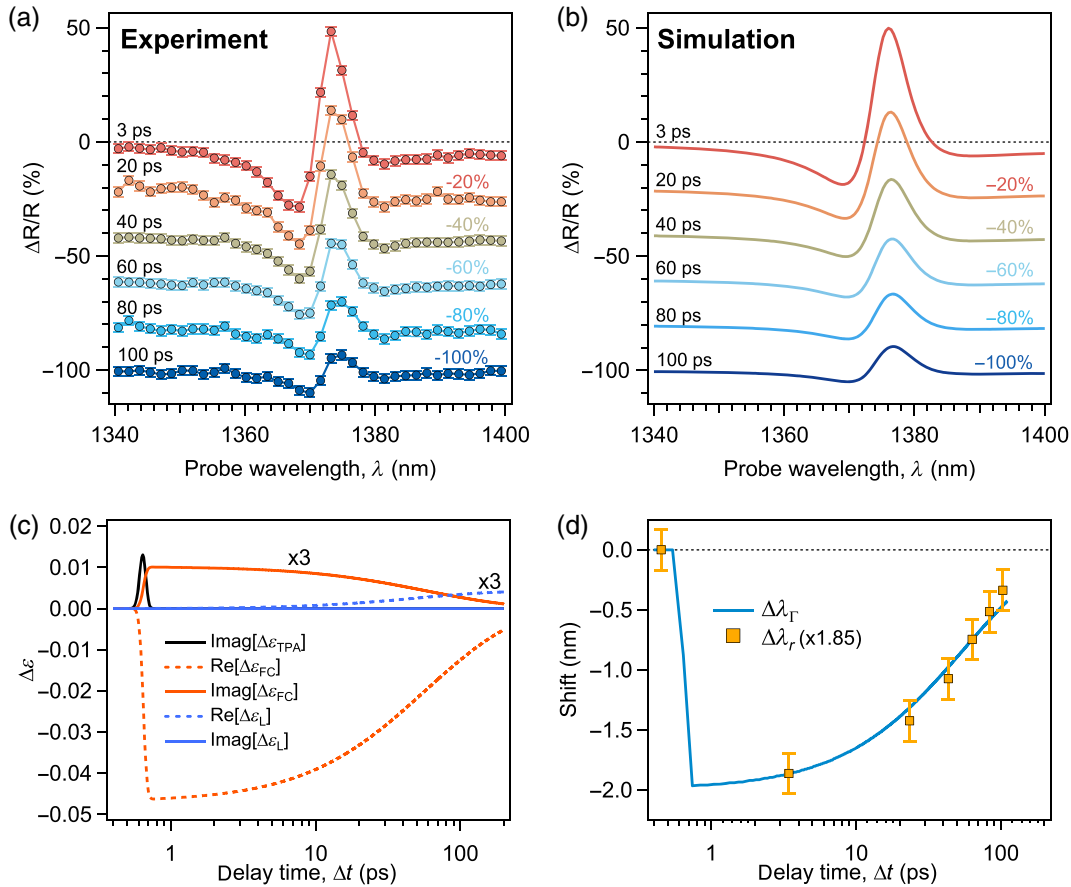 (a)
Experiment
50
0
−50
−100
ΔR/R (%)
3 ps
20 ps
40 ps
60 ps
80 ps
100 ps
-20%
-40%
-60%
-80%
-100%
1340
1360
1380
1400
Probe wavelength, λ (nm)
(b)
Simulation
50
0
−50
−100
ΔR/R (%)
3 ps
20 ps
40 ps
60 ps
80 ps
100 ps
−20%
−40%
−60%
−80%
−100%
1340
1360
1380
1400
Probe wavelength, λ (nm)
(c)
0.02
0.01
0.00
−0.01
−0.02
−0.03
−0.04
−0.05
Δε
x3
x3
Imag[Δε_TPA]
Re[Δε_FC]
Imag[Δε_FC]
Re[Δε_L]
Imag[Δε_L]
1
10
100
Delay time, Δt (ps)
(d)
0.0
−0.5
−1.0
−1.5
−2.0
Shift (nm)
Δλ_Γ
Δλ_r (x1.85)
1
10
100
Delay time, Δt (ps)